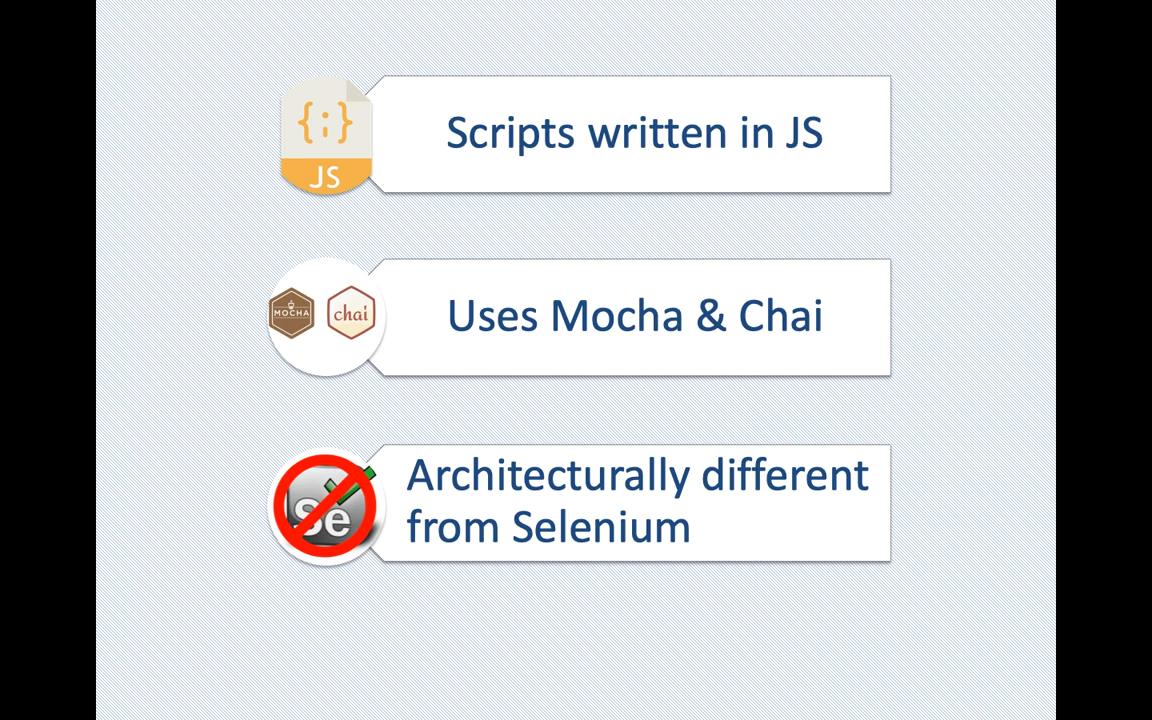 {;}
JS
Scripts written in JS
MOCHA
chai
Uses Mocha & Chai
Se
Architecturally different
from Selenium